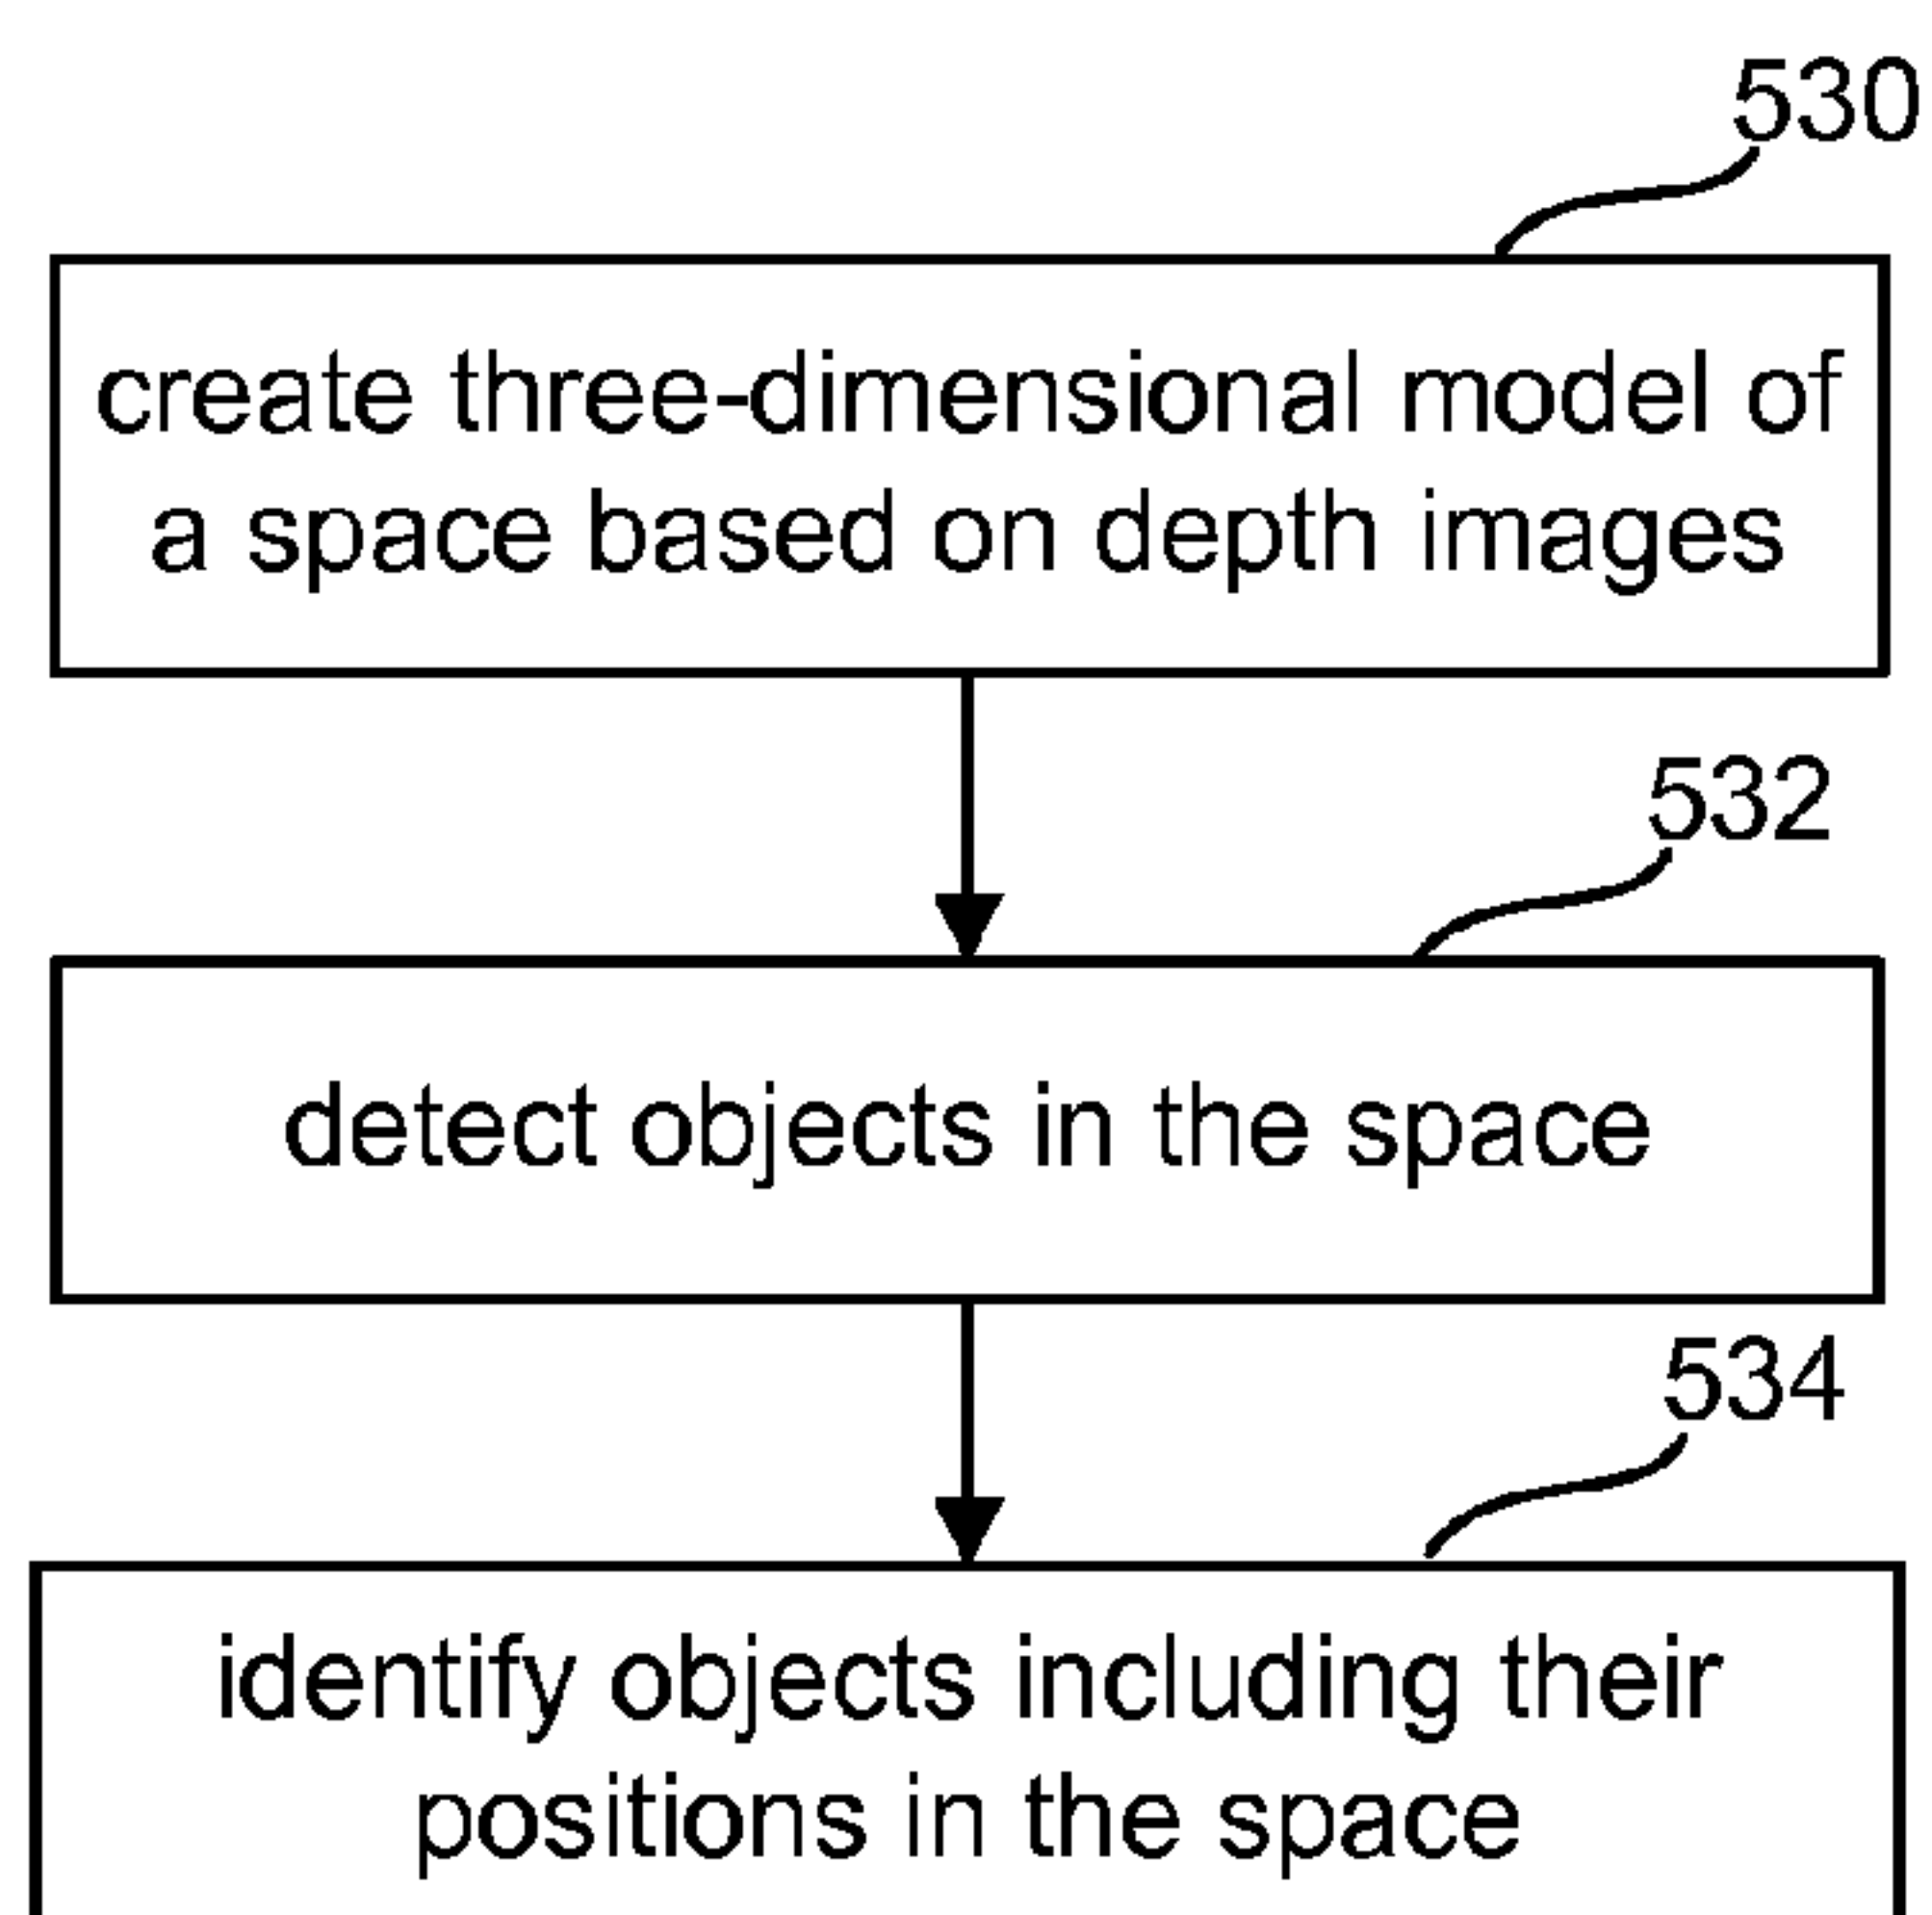 530
create three-dimensional model of
a space based on depth images
532
detect objects in the space
534
identify objects including their
positions in the space